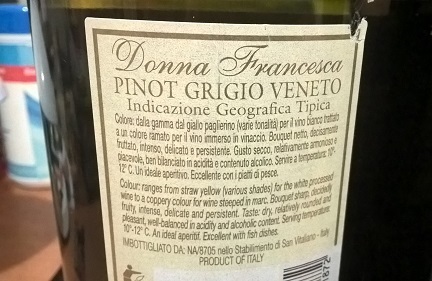 Donna Francesca
PINOT GRIGIO VENETO
Indicazione Geografica Tipica
Colore: dalla gamma dal giallo paglierino (varie tonalità) per il vino bianco trattato
a un colore ramato per il vino immerso in vinaccio. Bouquet netto, decisamente
fruttato, intenso, delicato e persistente. Gusto secco, relativamente armonioso e
piacevole, ben bilanciato in acidità e contenuto alcolico. Servire a temperatura: 10°-
12° C. Un ideale aperitivo. Eccellente con i piatti di pesce.
Colour: ranges from straw yellow (various shades) for the white processed
wine to a coppery colour for wine steeped in marc. Bouquet sharp, decidedly
fruity, intense, delicate and persistent. Taste: dry, relatively rounded and
pleasant, well-balanced in acidity and alcoholic content. Serving temperature:
10°-12° C. An ideal aperitif. Excellent with fish dishes.
IMBOTTIGLIATO DA: NA/8705 nello Stabilimento di San Vitaliano - Italy
PRODUCT OF ITALY
1872